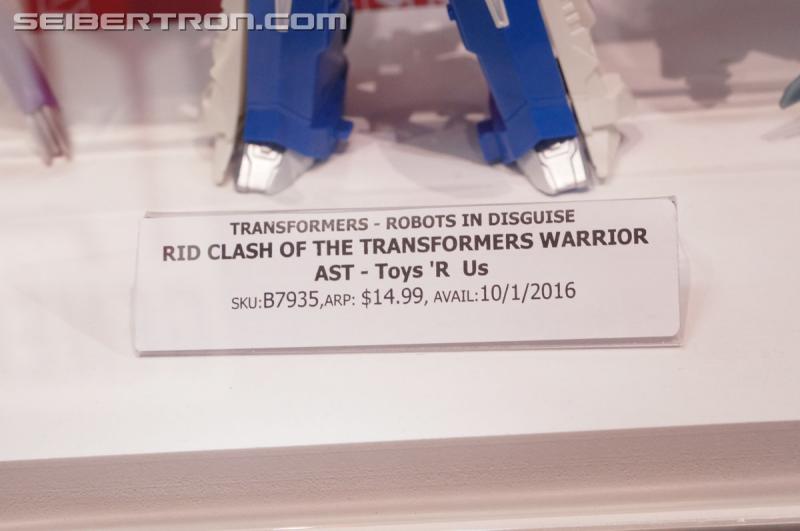 SEIBERTRON.COM
TRANSFORMERS - ROBOTS IN DISGUISE
RID CLASH OF THE TRANSFORMERS WARRIOR
AST - Toys 'R Us
SKU:B7935,ARP: $14.99, AVAIL:10/1/2016